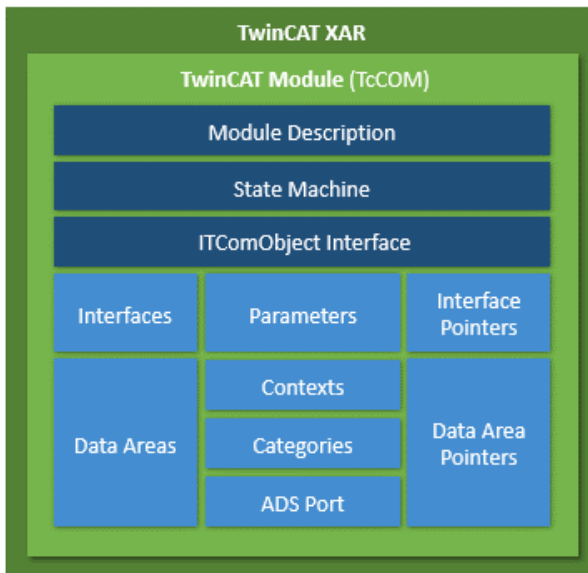 TwinCAT XAR
TwinCAT Module (TcCOM)
Module Description
State Machine
ITComObject Interface
Interfaces
Parameters
Interface
Pointers
Data Areas
Contexts
Categories
ADS Port
Data Area
Pointers